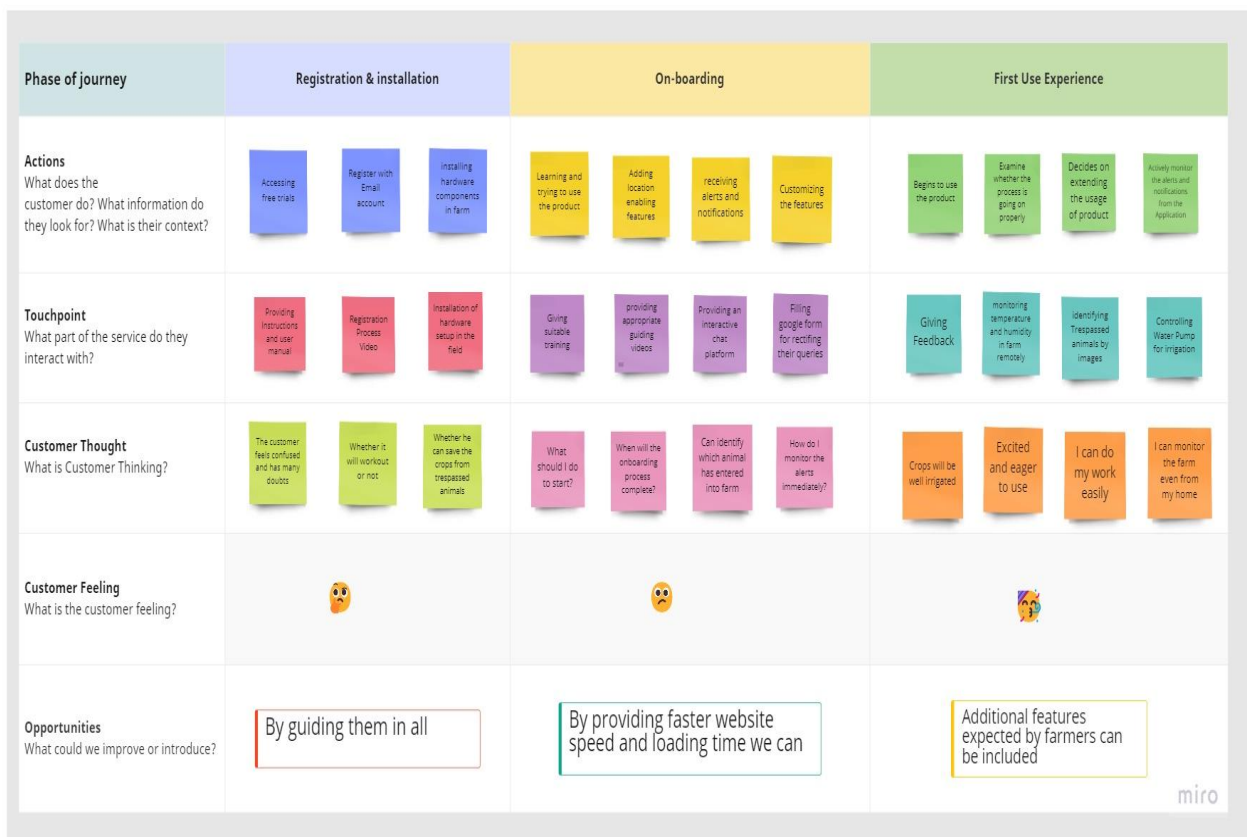 Phase of journey
Registration & installation
On-boarding
First Use Experience
Actions
What does the
customer do? What information do
they look for? What is their context?
Accessing
free trials
Register with
Email
account
installing
hardware
components
in farm
Learning and
trying to use
the product
Adding
location
enabling
features
receiving
alerts and
notifications
Customizing
the features
Begins to use
the product
Examine
whether the
process is
going on
properly
Decides on
extending
the usage
of product
Actively monitor
the alerts and
notifications
from the
Application
Touchpoint
What part of the service do they
interact with?
Providing
instructions
and user
manual
Registration
Process
Video
Installation of
hardware
setup in the
field
Giving
suitable
training
providing
appropriate
guiding
videos
Providing an
interactive
chat
platform
Filling
google form
for rectifing
their queries
Giving
Feedback
monitoring
temperature
and humidity
in farm
remotely
Identifying
Trespassed
animals by
images
Controlling
Water Pump
for irrigation
Customer Thought
What is Customer Thinking?
The customer
feels confused
and has many
doubts
Whether it
will workout
or not
Whether he
can save the
crops from
trespassed
animals
What
should I do
to start?
When will the
onboarding
process
complete?
Can identify
which animal
has entered
into farm
How do I
monitor the
alerts
immediately?
Crops will be
well irrigated
Excited
and eager
to use
I can do
my work
easily
I can monitor
the farm
even from
my home
Customer Feeling
What is the customer feeling?
Opportunities
What could we improve or introduce?
By guiding them in all
By providing faster website
speed and loading time we can
Additional features
expected by farmers can
be included
miro